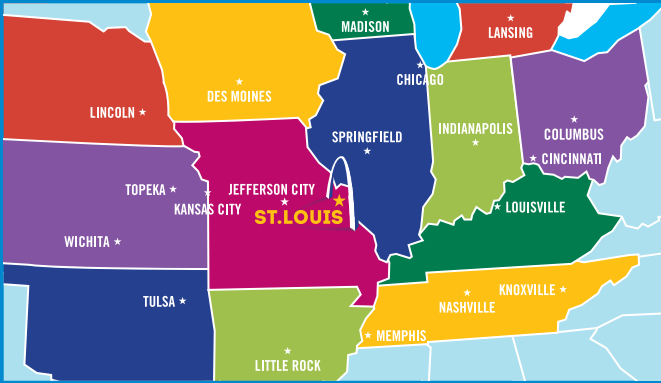 MADISON
LANSING
CHICAGO
DES MOINES
LINCOLN
SPRINGFIELD
INDIANAPOLIS
COLUMBUS
CINCINNATI
TOPEKA
JEFFERSON CITY
KANSAS CITY
ST.LOUIS
LOUISVILLE
WICHITA
TULSA
KNOXVILLE
NASHVILLE
MEMPHIS
LITTLE ROCK